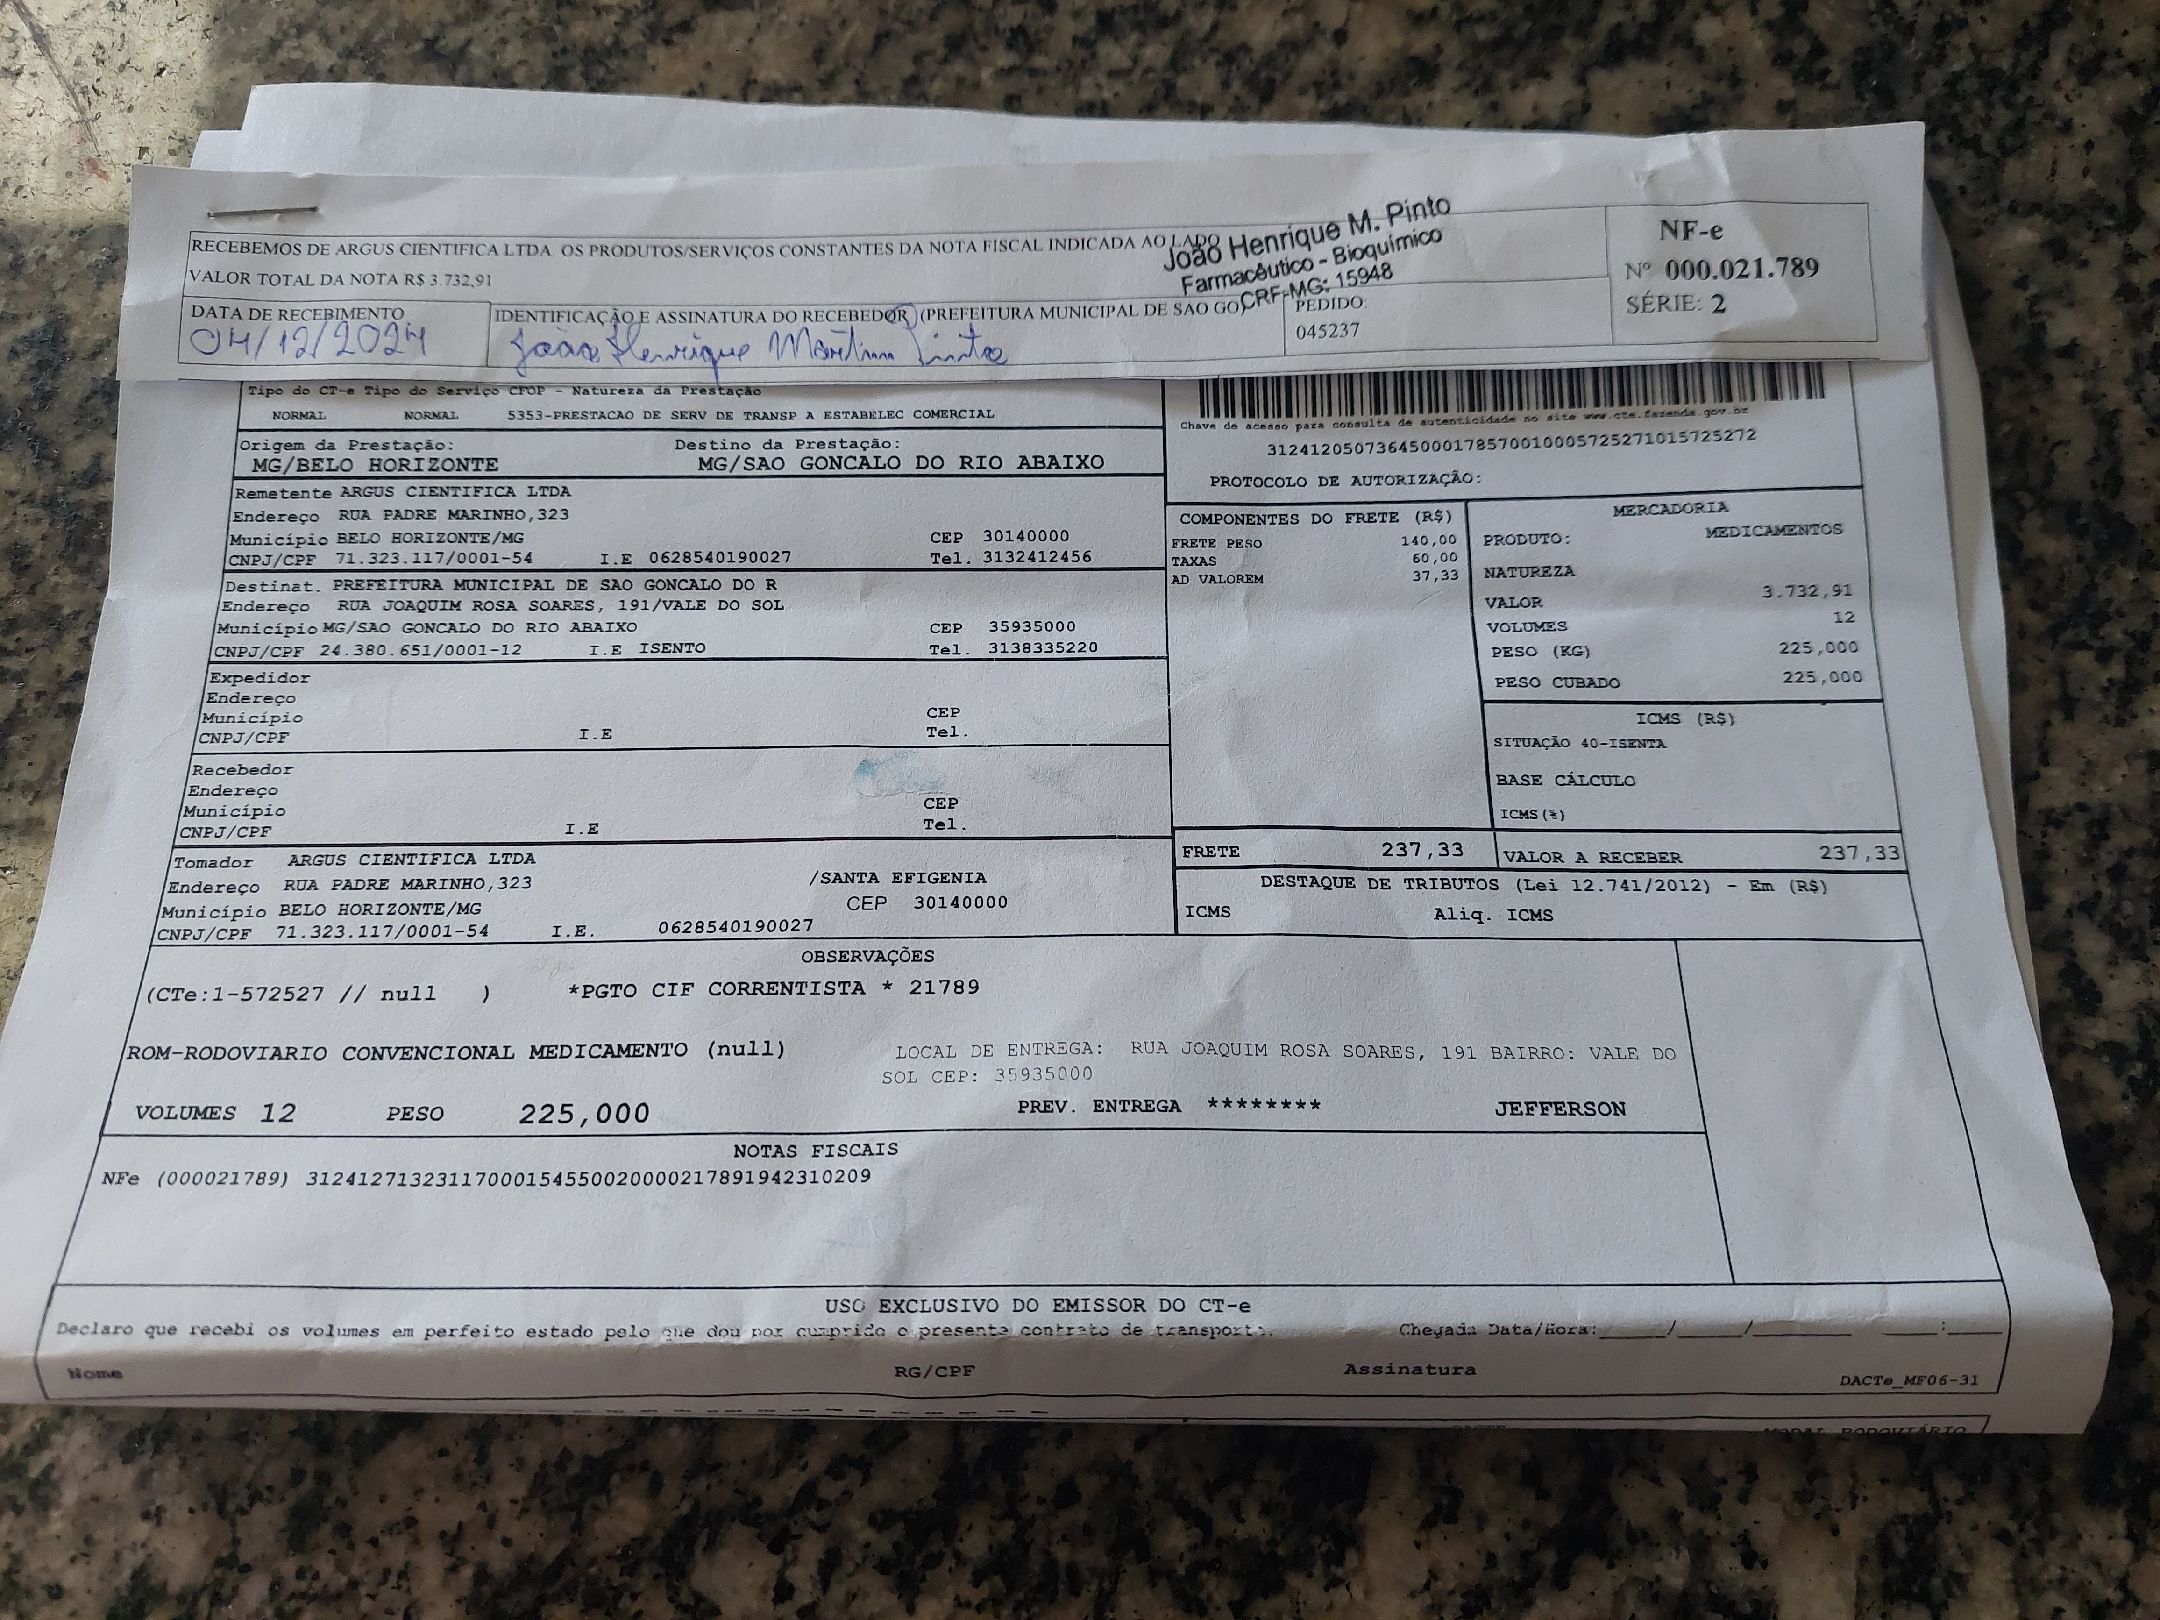 RECEBEMOS DE ARGUS CIENTIFICA LTDA. OS PRODUTOS/SERVIÇOS CONSTANTES DA NOTA FISCAL INDICADA AO LADO
VALOR TOTAL DA NOTA R$ 3.732,91
João Henrique M. Pinto
Farmacêutico - Bioquímico
CRF-MG: 15948
NF-e
Nº 000.021.789
SÉRIE: 2
DATA DE RECEBIMENTO
04/12/2024
IDENTIFICAÇÃO E ASSINATURA DO RECEBEDOR (PREFEITURA MUNICIPAL DE SAO GO
João Henrique Martins Pinto
PEDIDO:
045237
Tipo do CT-e Tipo do Serviço CFOP - Natureza da Prestação
NORMAL NORMAL 5353-PRESTACAO DE SERV DE TRANSP A ESTABELEC COMERCIAL
Origem da Prestação: Destino da Prestação:
MG/BELO HORIZONTE MG/SAO GONCALO DO RIO ABAIXO
Chave de acesso para consulta de autenticidade no site www.cte.fazenda.gov.br
31241205073645000178570010005725271015725272
PROTOCOLO DE AUTORIZAÇÃO:
Remetente ARGUS CIENTIFICA LTDA
Endereço RUA PADRE MARINHO,323
Município BELO HORIZONTE/MG CEP 30140000
CNPJ/CPF 71.323.117/0001-54 I.E 0628540190027 Tel. 3132412456
Destinat. PREFEITURA MUNICIPAL DE SAO GONCALO DO R
Endereço RUA JOAQUIM ROSA SOARES, 191/VALE DO SOL
Município MG/SAO GONCALO DO RIO ABAIXO CEP 35935000
CNPJ/CPF 24.380.651/0001-12 I.E ISENTO Tel. 3138335220
Expedidor
Endereço
Município CEP
CNPJ/CPF I.E Tel.
Recebedor
Endereço
Município CEP
CNPJ/CPF I.E Tel.
Tomador ARGUS CIENTIFICA LTDA
Endereço RUA PADRE MARINHO,323 /SANTA EFIGENIA
Município BELO HORIZONTE/MG CEP 30140000
CNPJ/CPF 71.323.117/0001-54 I.E. 0628540190027
COMPONENTES DO FRETE (R$)
FRETE PESO 140,00
TAXAS 60,00
AD VALOREM 37,33
MERCADORIA
PRODUTO: MEDICAMENTOS
NATUREZA
VALOR 3.732,91
VOLUMES 12
PESO (KG) 225,000
PESO CUBADO 225,000
ICMS (R$)
SITUAÇÃO 40-ISENTA
BASE CÁLCULO
ICMS(%)
FRETE 237,33 VALOR A RECEBER 237,33
DESTAQUE DE TRIBUTOS (Lei 12.741/2012) - Em (R$)
ICMS Aliq. ICMS
OBSERVAÇÕES
(CTe:1-572527 // null ) *PGTO CIF CORRENTISTA * 21789
ROM-RODOVIARIO CONVENCIONAL MEDICAMENTO (null) LOCAL DE ENTREGA: RUA JOAQUIM ROSA SOARES, 191 BAIRRO: VALE DO
SOL CEP: 35935000
VOLUMES 12 PESO 225,000 PREV. ENTREGA ******** JEFFERSON
NOTAS FISCAIS
NFe (000021789) 31241271323117000154550020000217891942310209
USO EXCLUSIVO DO EMISSOR DO CT-e
Declaro que recebi os volumes em perfeito estado pelo que dou por cumprido o presente contrato de transporte. Chegada Data/Hora:_____/_____/________ ___:____
Nome RG/CPF Assinatura
DACTe_MF06-31
MODAL RODOVIÁRIO